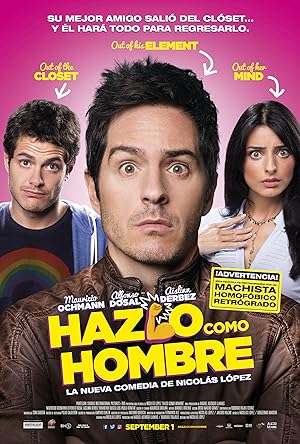 SU MEJOR AMIGO SALIÓ DEL CLÓSET...
Y ÉL HARÁ TODO PARA REGRESARLO.
Out of his
ELEMENT
Out of the
CLOSET
Out of her
MIND
Mauricio
OCHMANN
Alfonso
DOSAL
Aislinn
DERBEZ
¡ADVERTENCIA!
MACHISTA
HOMOFÓBICO
RETRÓGRADO
HAZLO COMO
HOMBRE
LA NUEVA COMEDIA DE NICOLÁS LÓPEZ
SEPTEMBER 1